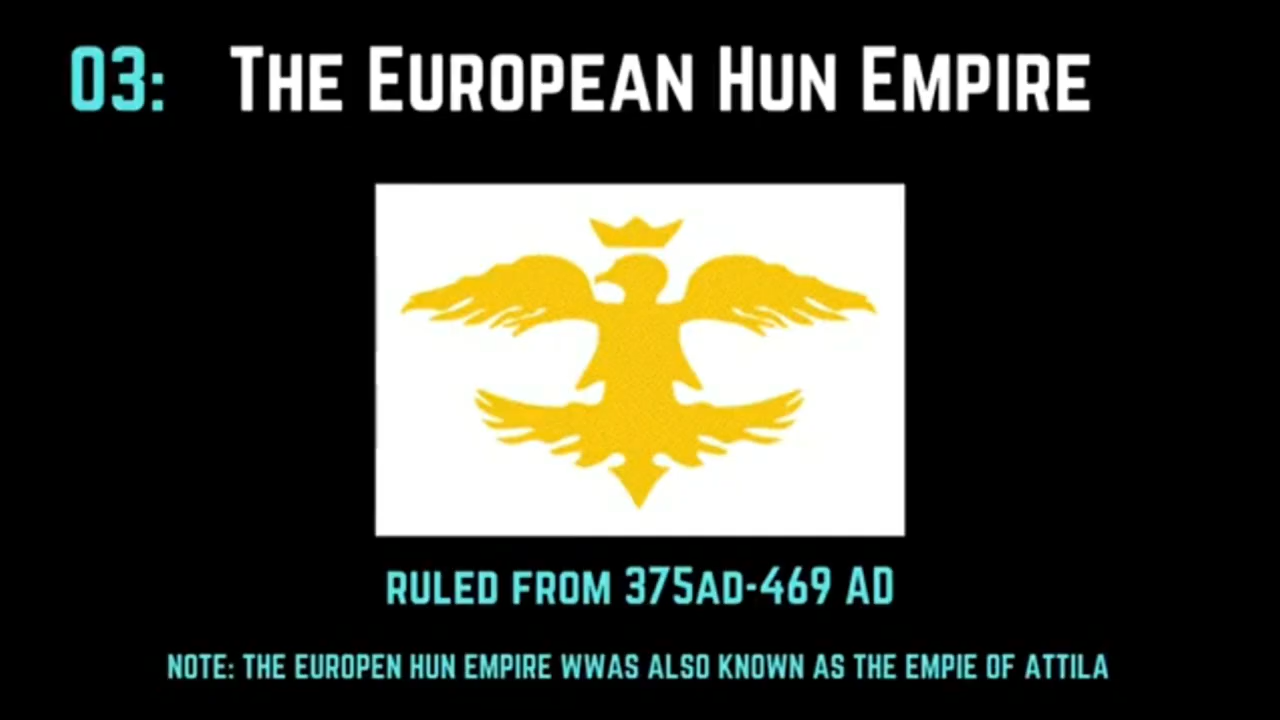 03: The European Hun Empire
RULED FROM 375AD-469 AD
NOTE: THE EUROPEN HUN EMPIRE WWAS ALSO KNOWN AS THE EMPIE OF ATTILA